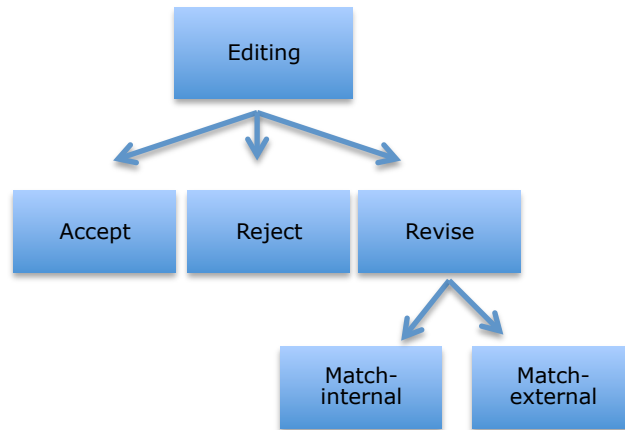 Editing
Accept
Reject
Revise
Match-
internal
Match-
external